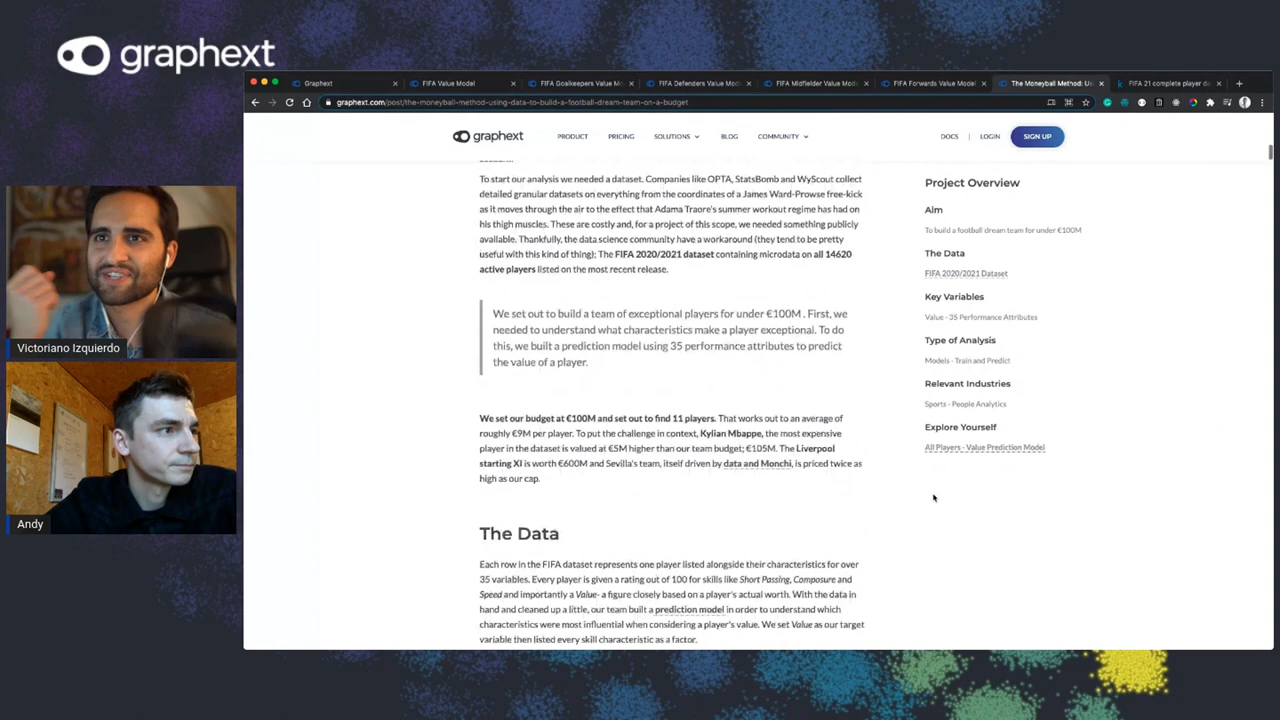 graphext
Graphext
FIFA Value Model
FIFA Goalkeepers Value Mo
FIFA Defenders Value Mod
FIFA Midfielder Value Mod
FIFA Forwards Value Model
The Moneyball Method: Us
FIFA 21 complete player da
graphext.com/post/the-moneyball-method-using-data-to-build-a-football-dream-team-on-a-budget
graphext
PRODUCT
PRICING
SOLUTIONS
BLOG
COMMUNITY
DOCS
LOGIN
SIGN UP
To start our analysis we needed a dataset. Companies like OPTA, StatsBomb and WyScout collect
detailed granular datasets on everything from the coordinates of a James Ward-Prowse free-kick
as it moves through the air to the effect that Adama Traore's summer workout regime has had on
his thigh muscles. These are costly and, for a project of this scope, we needed something publicly
available. Thankfully, the data science community have a workaround (they tend to be pretty
useful with this kind of thing); The FIFA 2020/2021 dataset containing microdata on all 14620
active players listed on the most recent release.
We set out to build a team of exceptional players for under €100M . First, we
needed to understand what characteristics make a player exceptional. To do
this, we built a prediction model using 35 performance attributes to predict
the value of a player.
We set our budget at €100M and set out to find 11 players. That works out to an average of
roughly €9M per player. To put the challenge in context, Kylian Mbappe, the most expensive
player in the dataset is valued at €5M higher than our team budget; €105M. The Liverpool
starting XI is worth €600M and Sevilla's team, itself driven by data and Monchi, is priced twice as
high as our cap.
The Data
Each row in the FIFA dataset represents one player listed alongside their characteristics for over
35 variables. Every player is given a rating out of 100 for skills like Short Passing, Composure and
Speed and importantly a Value- a figure closely based on a player's actual worth. With the data in
hand and cleaned up a little, our team built a prediction model in order to understand which
characteristics were most influential when considering a player's value. We set Value as our target
variable then listed every skill characteristic as a factor.
Project Overview
Aim
To build a football dream team for under €100M
The Data
FIFA 2020/2021 Dataset
Key Variables
Value - 35 Performance Attributes
Type of Analysis
Models - Train and Predict
Relevant Industries
Sports - People Analytics
Explore Yourself
All Players - Value Prediction Model
Victoriano Izquierdo
Andy